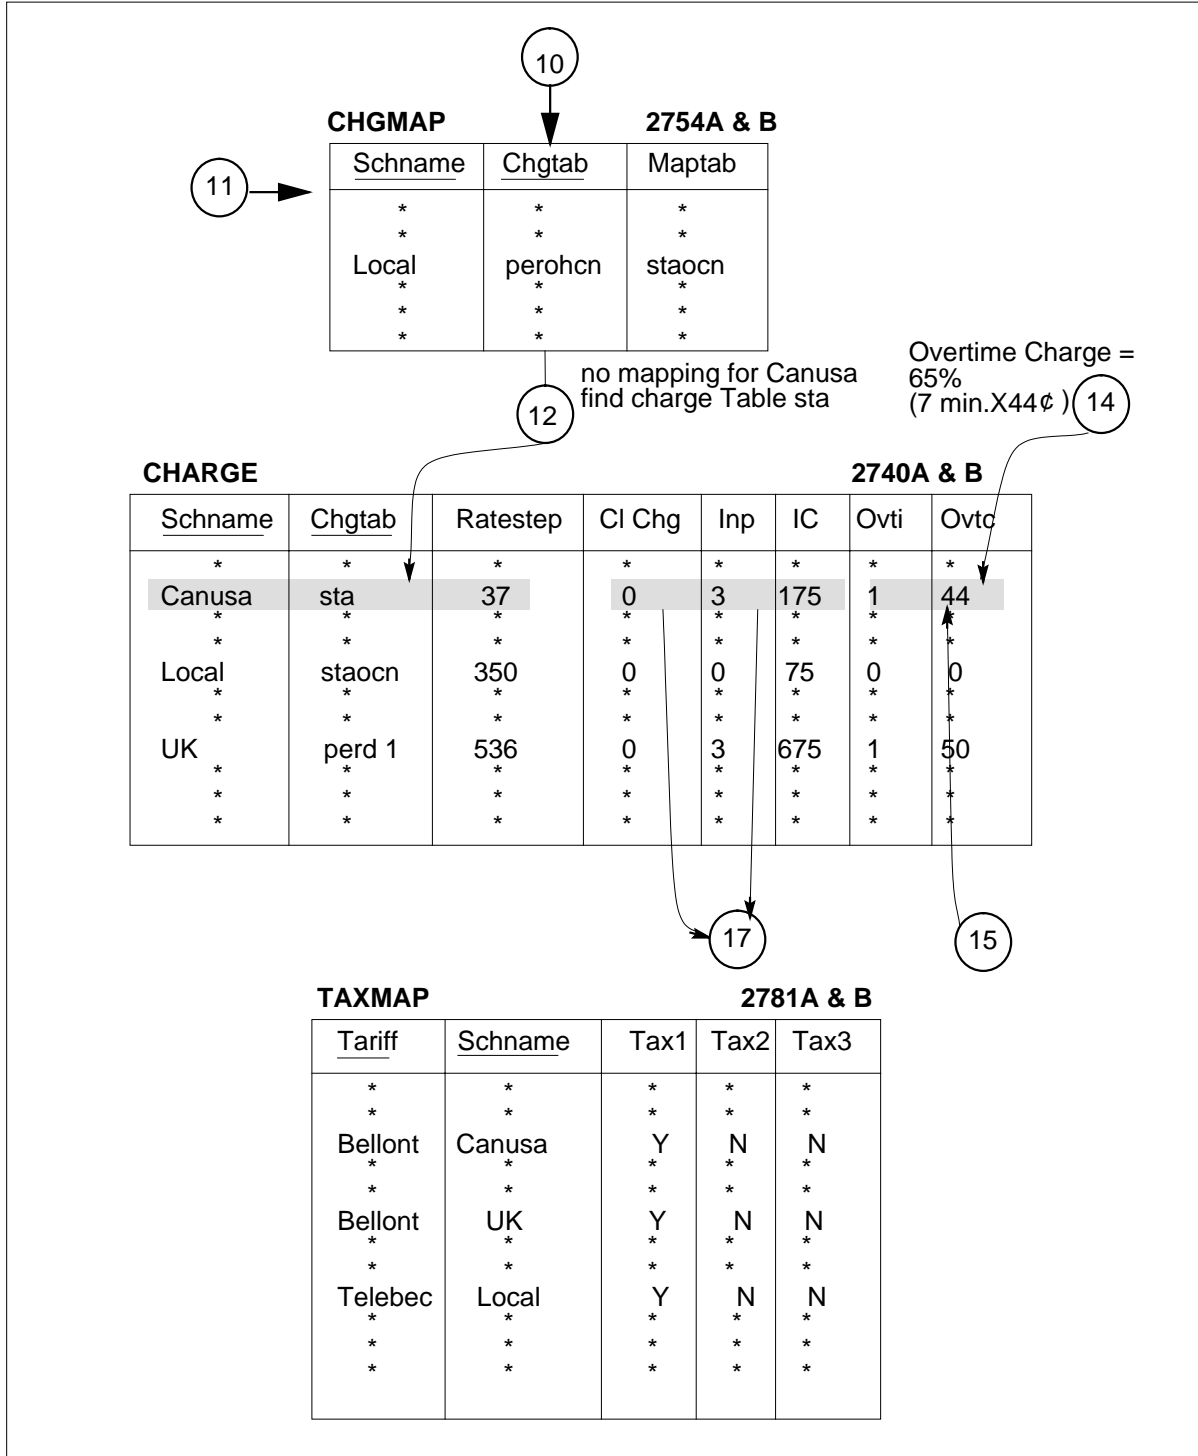 10
CHGMAP 2754A & B
11
Schname Chgtab Maptab
* * *
* * *
Local perohcn staocn
* * *
* * *
* * *
no mapping for Canusa
find charge Table sta
12
Overtime Charge =
65%
(7 min.X44¢ )
14
CHARGE 2740A & B
Schname Chgtab Ratestep Cl Chg Inp IC Ovti Ovtc
* * * * * * * *
Canusa sta 37 0 3 175 1 44
* * * * * * * *
* * * * * * * *
Local staocn 350 0 0 75 0 0
* * * * * * * *
* * * * * * * *
UK perd 1 536 0 3 675 1 50
* * * * * * * *
* * * * * * * *
* * * * * * * *
17 15
TAXMAP 2781A & B
Tariff Schname Tax1 Tax2 Tax3
* * * * *
* * * * *
Bellont Canusa Y N N
* * * * *
* * * * *
Bellont UK Y N N
* * * * *
* * * * *
Telebec Local Y N N
* * * * *
* * * * *
* * * * *